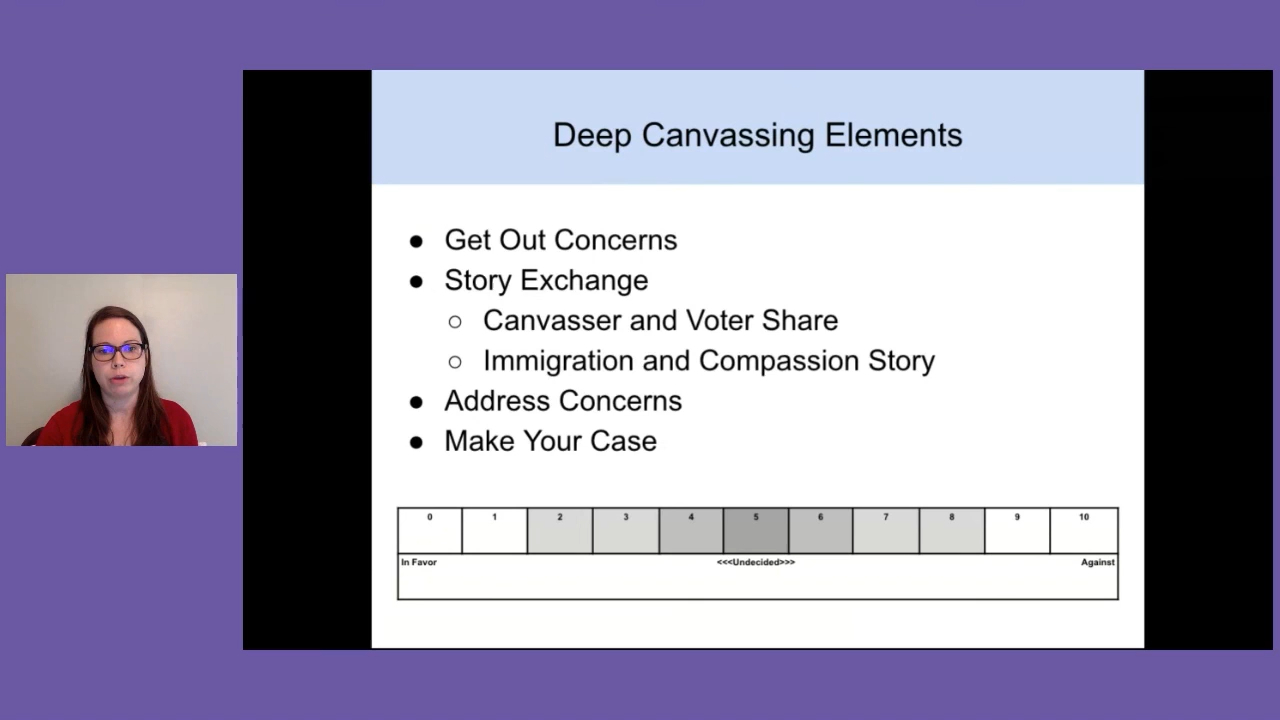 Deep Canvassing Elements
● Get Out Concerns
● Story Exchange
○ Canvasser and Voter Share
○ Immigration and Compassion Story
● Address Concerns
● Make Your Case
0 1 2 3 4 5 6 7 8 9 10
In Favor <<<Undecided>>> Against